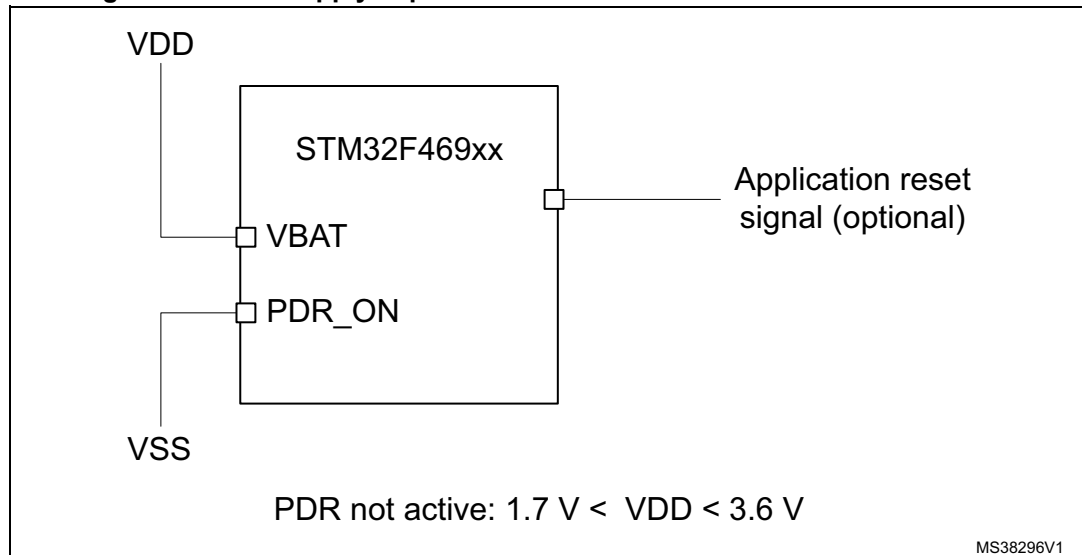 VDD
STM32F469xx
Application reset
signal (optional)
VBAT
PDR_ON
VSS
PDR not active: 1.7 V < VDD < 3.6 V
MS38296V1